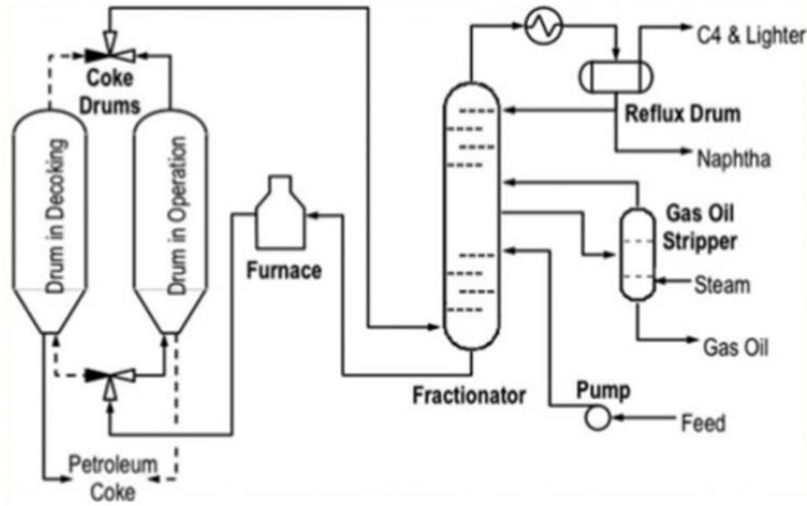 C4 & Lighter
Coke
Drums
Reflux Drum
Naphtha
Drum in Decoking
Drum in Operation
Gas Oil
Stripper
Furnace
Steam
Gas Oil
Fractionator
Pump
Feed
Petroleum
Coke